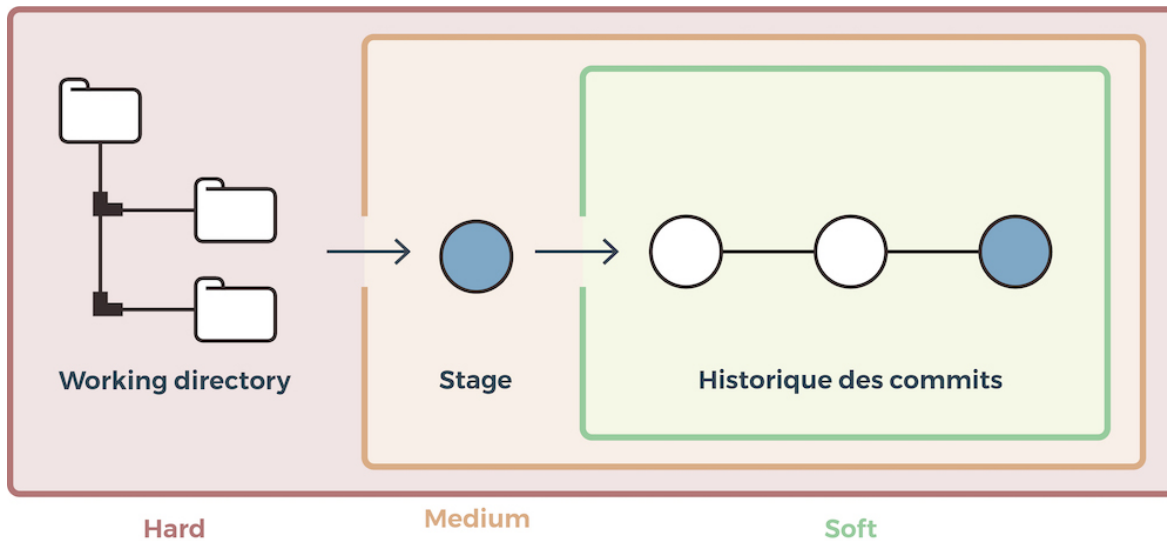 Working directory
Stage
Historique des commits
Hard
Medium
Soft